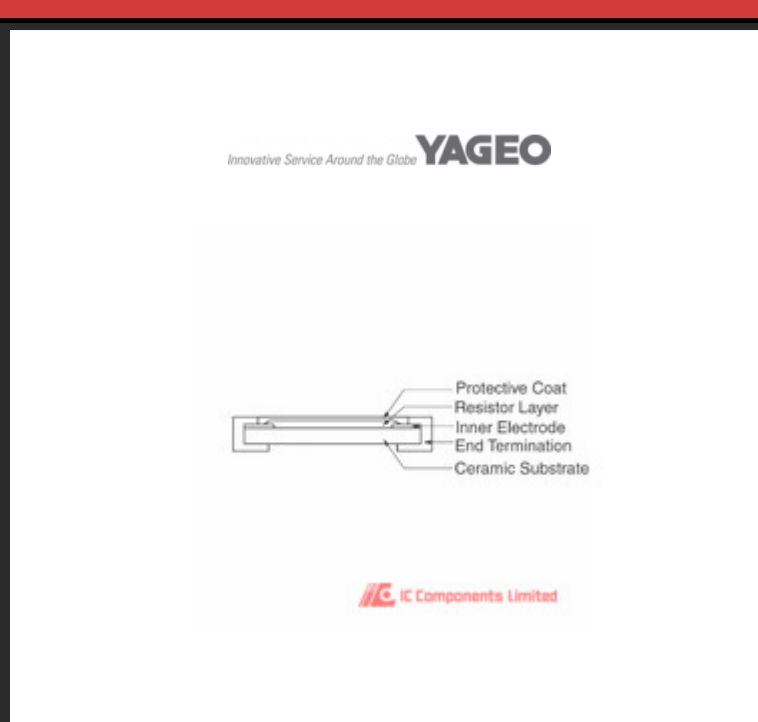 Innovative Service Around the Globe YAGEO
Protective Coat
Resistor Layer
Inner Electrode
End Termination
Ceramic Substrate
IC Components Limited